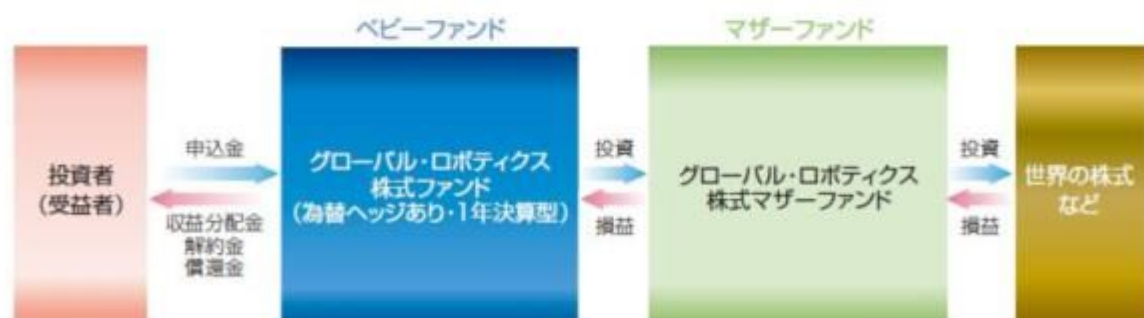 ベビーファンド
マザーファンド
投資者
(受益者)
申込金
収益分配金
解約金
償還金
グローバル・ロボティクス
株式ファンド
(為替ヘッジあり・1年決算型)
投資
損益
グローバル・ロボティクス
株式マザーファンド
投資
損益
世界の株式
など